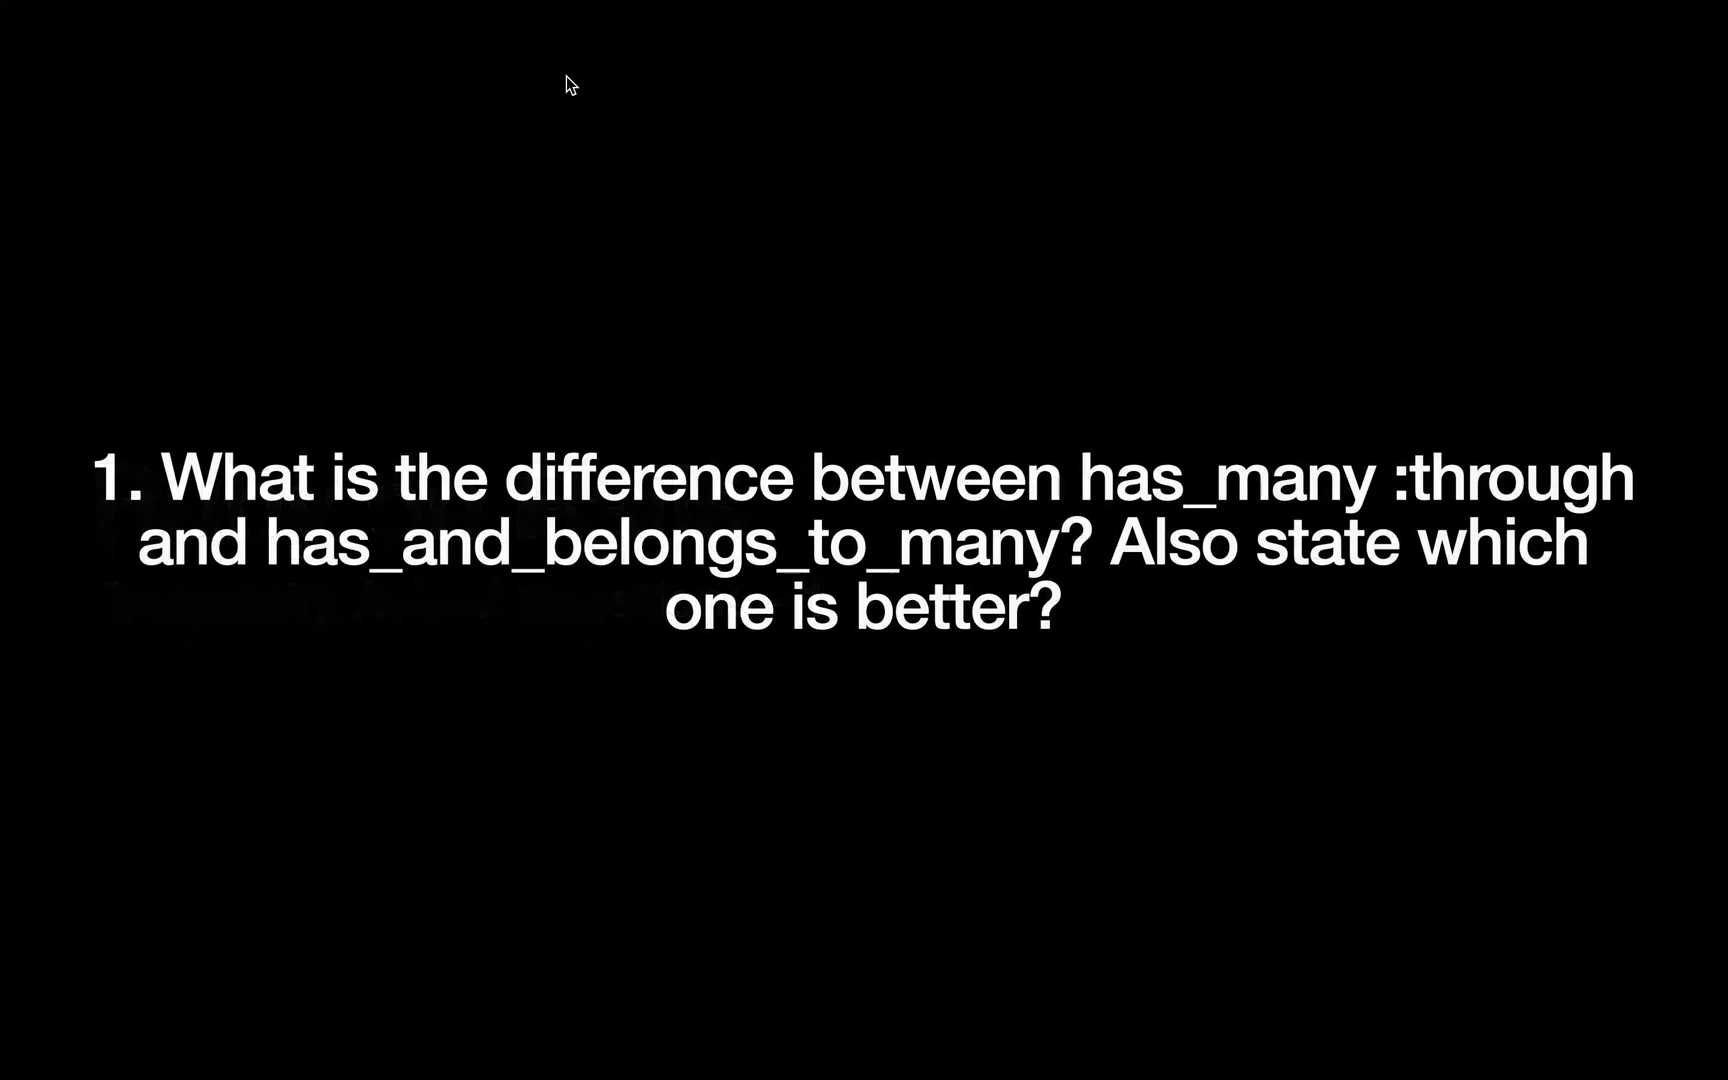 1. What is the difference between has_many :through
and has_and_belongs_to_many? Also state which
one is better?